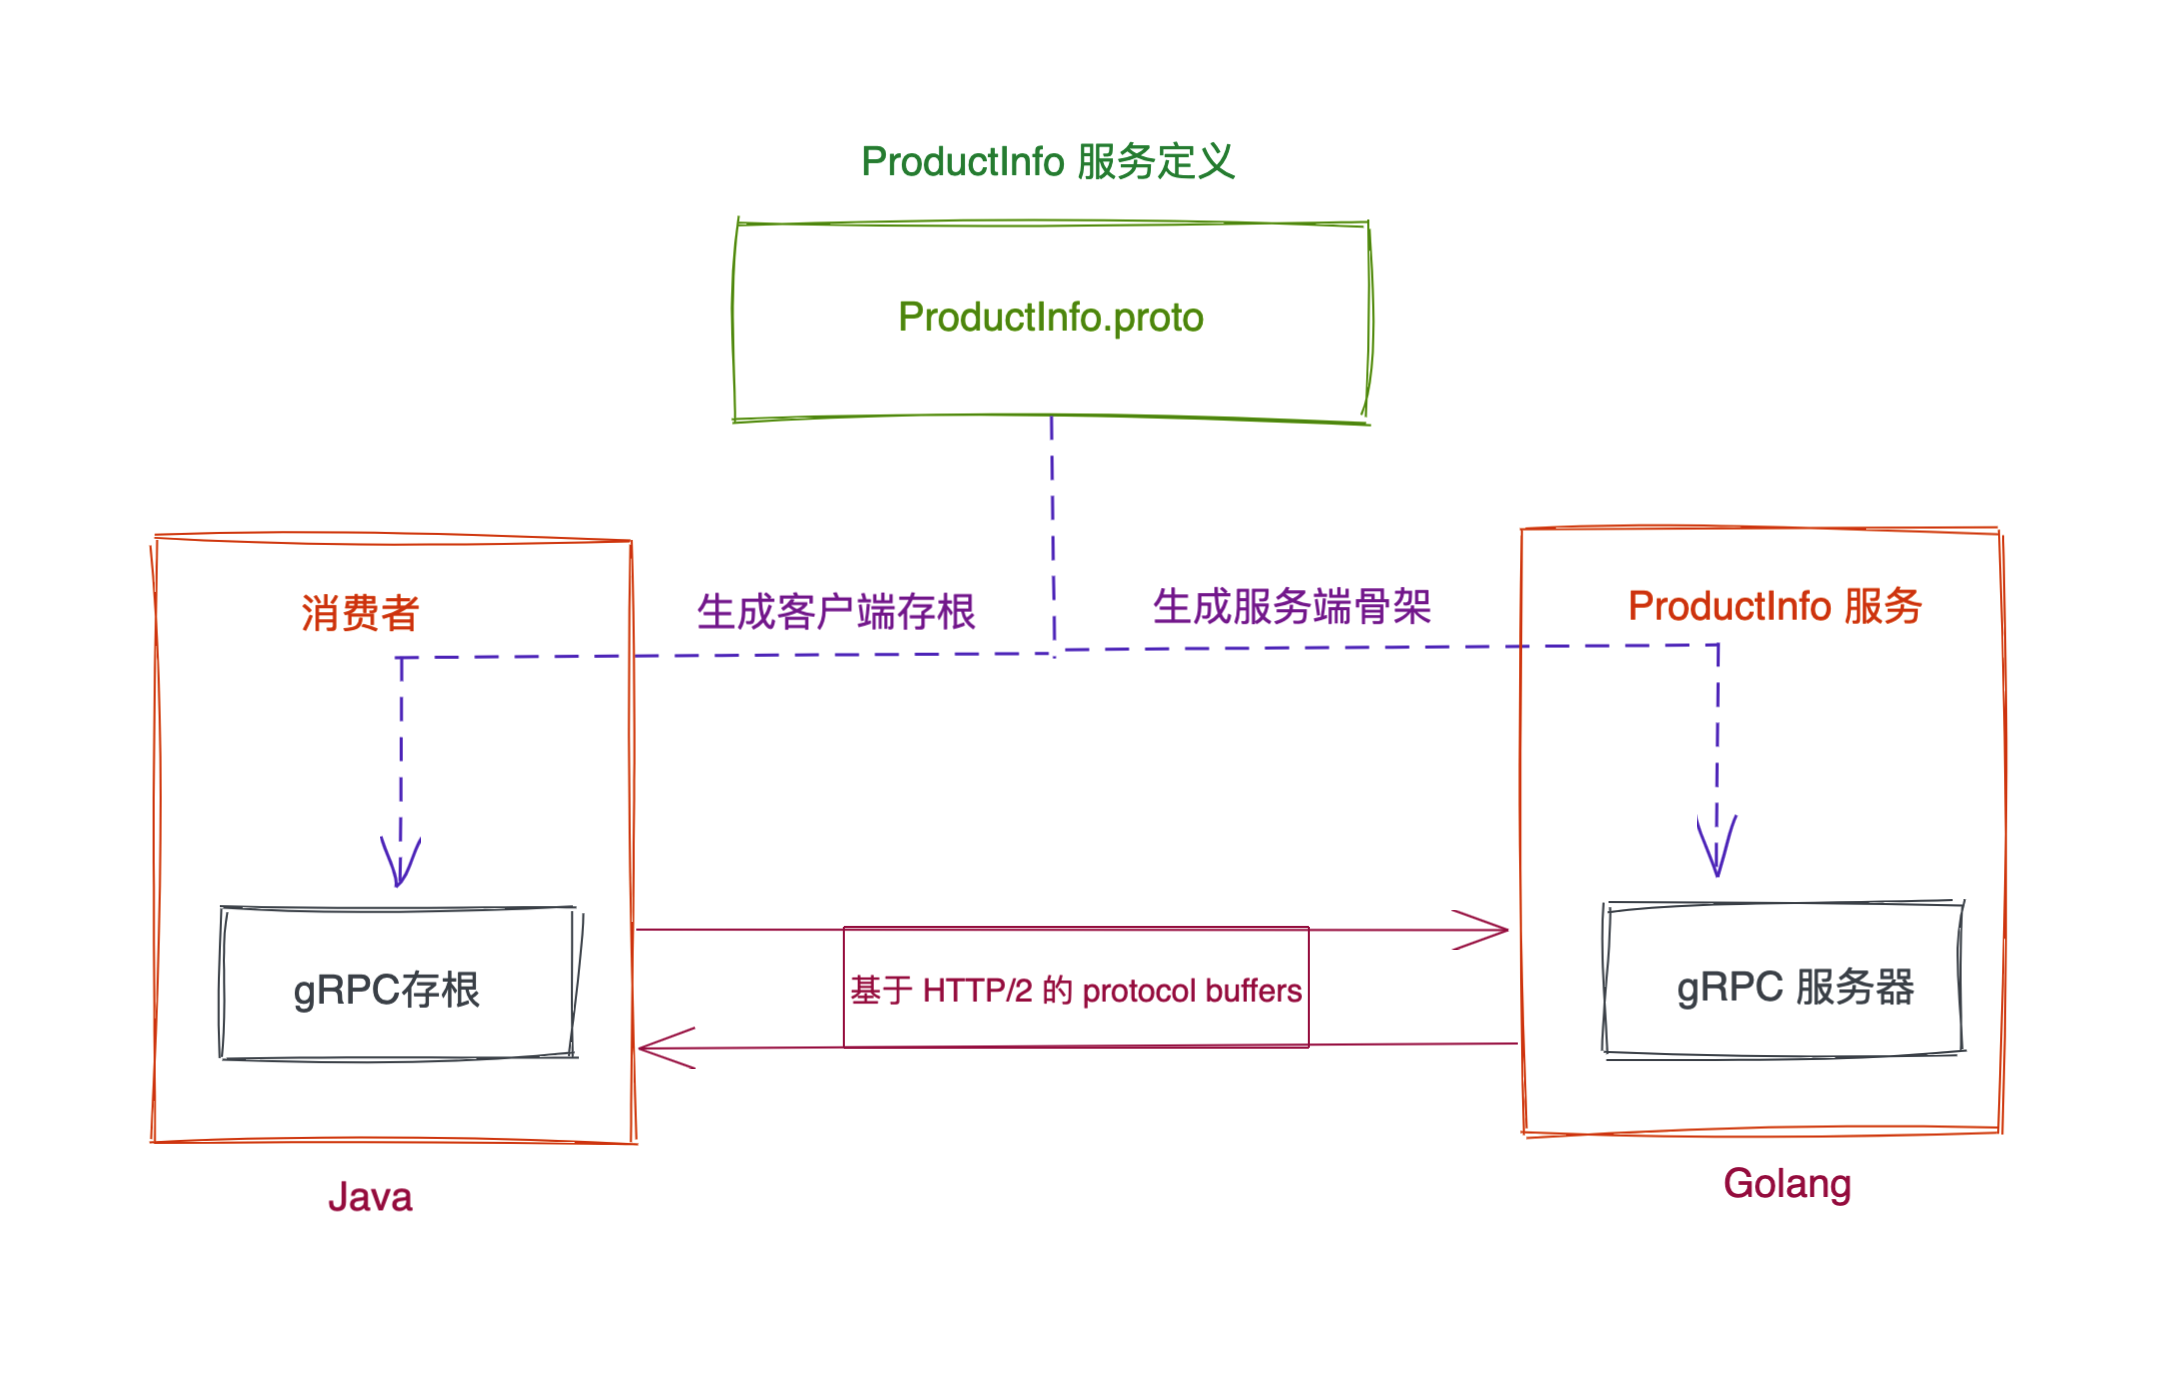 ProductInfo 服务定义
ProductInfo.proto
消费者
生成客户端存根
生成服务端骨架
ProductInfo 服务
gRPC存根
基于 HTTP/2 的 protocol buffers
gRPC 服务器
Java
Golang